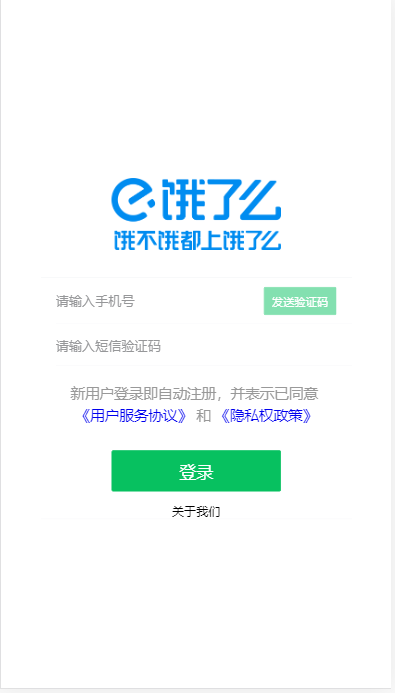 饿了么
饿不饿都上饿了么
请输入手机号 发送验证码
请输入短信验证码
新用户登录即自动注册，并表示已同意
《用户服务协议》 和 《隐私权政策》
登录
关于我们